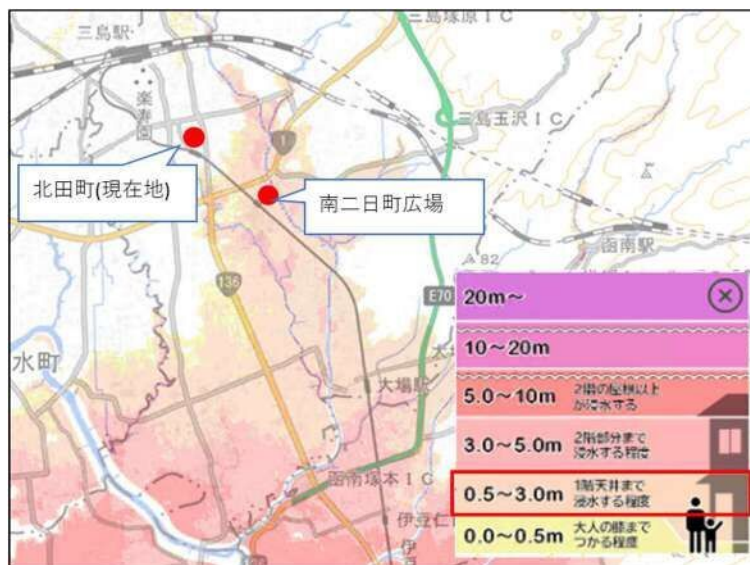 三島駅
三島塚原IC
楽寿園
三島玉沢IC
1
北田町(現在地)
南二日町広場
函南駅
82
136
E70
水町
大場駅
函南塚本IC
20m～
10～20m
5.0～10m 2階の屋根以上
が浸水する
3.0～5.0m 2階部分まで
浸水する程度
0.5～3.0m 1階天井まで
浸水する程度
0.0～0.5m 大人の膝まで
つかる程度